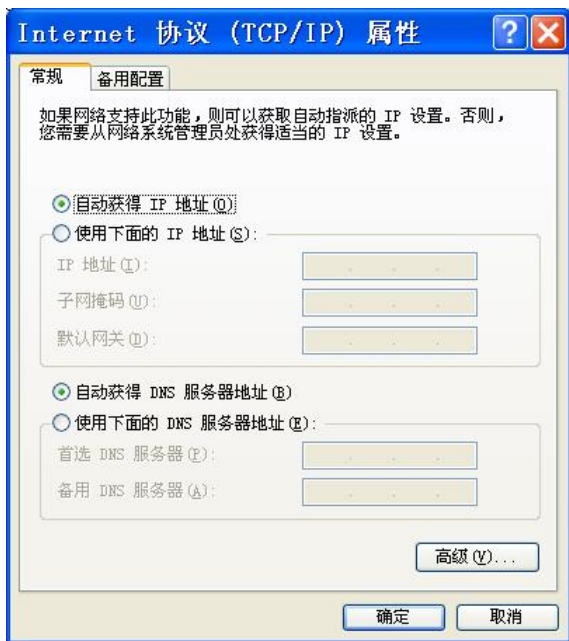 Internet 协议 (TCP/IP) 属性
常规 备用配置
如果网络支持此功能，则可以获取自动指派的 IP 设置。否则，
您需要从网络系统管理员处获得适当的 IP 设置。
自动获得 IP 地址(O)
使用下面的 IP 地址(S):
IP 地址(I):
子网掩码(U):
默认网关(D):
自动获得 DNS 服务器地址(B)
使用下面的 DNS 服务器地址(E):
首选 DNS 服务器(P):
备用 DNS 服务器(A):
高级(V)...
确定 取消